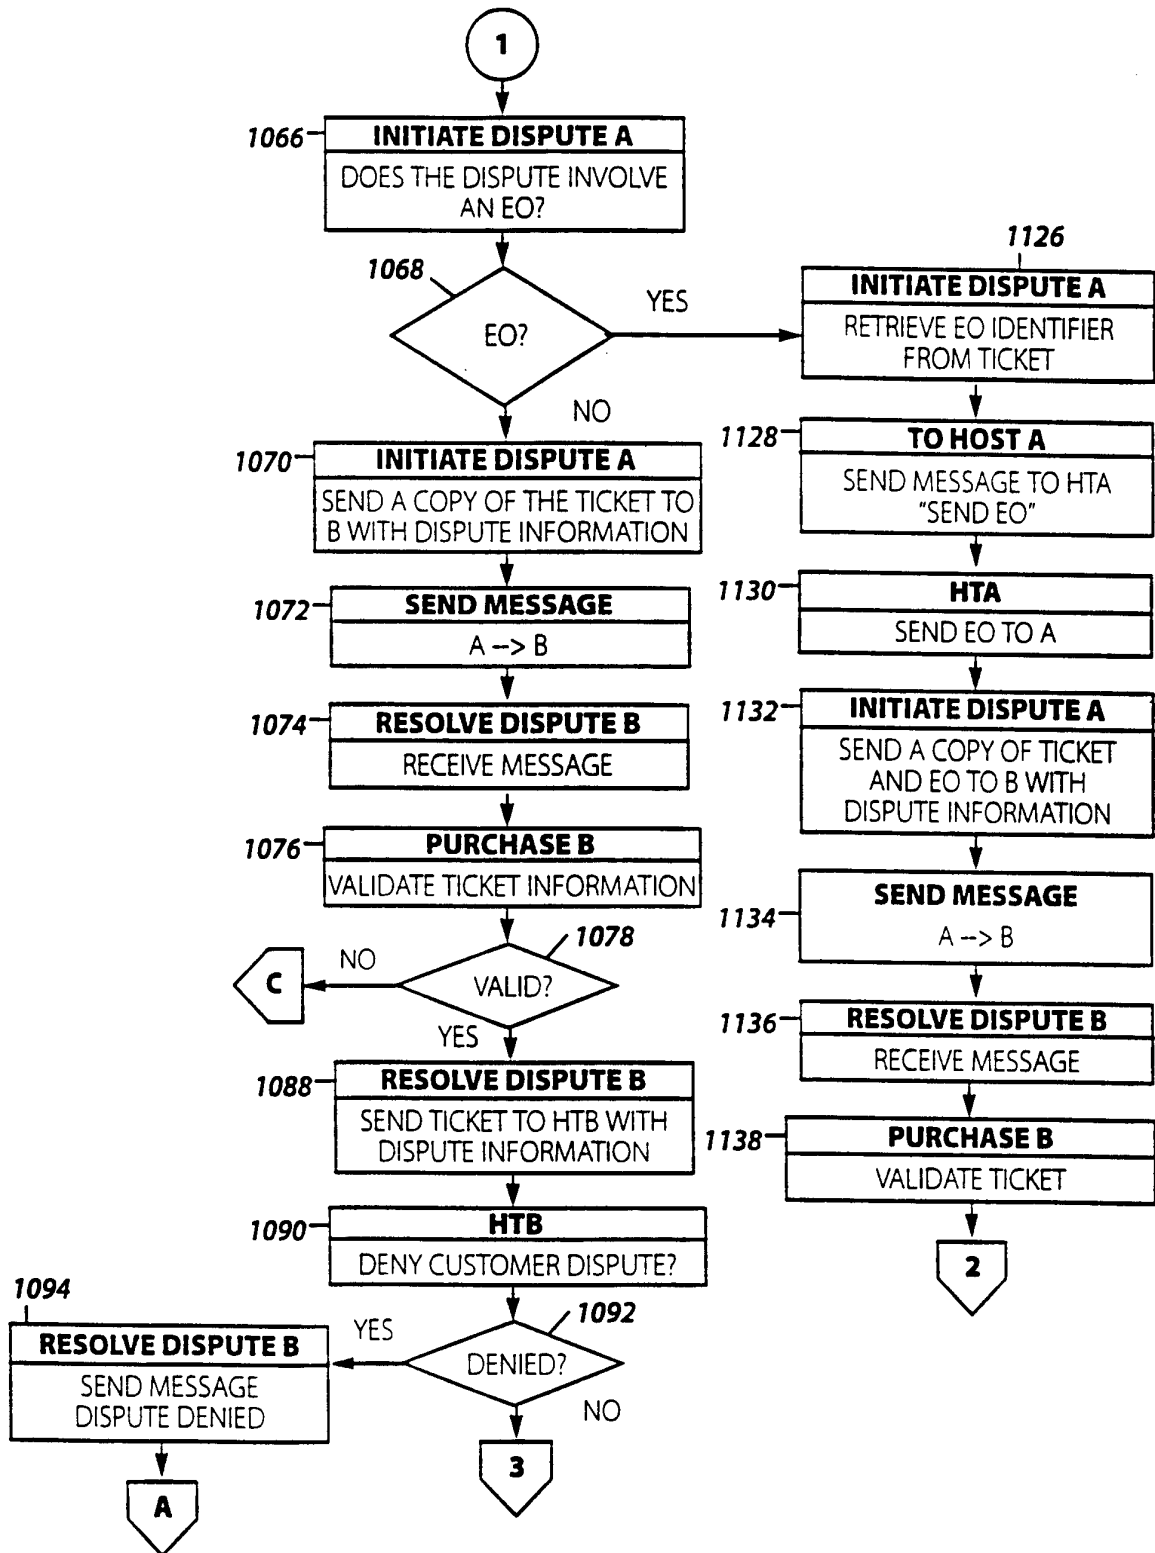 1
1066
INITIATE DISPUTE A
DOES THE DISPUTE INVOLVE
AN EO?
1068
EO?
YES
NO
1070
INITIATE DISPUTE A
SEND A COPY OF THE TICKET TO
B WITH DISPUTE INFORMATION
1072
SEND MESSAGE
A --> B
1074
RESOLVE DISPUTE B
RECEIVE MESSAGE
1076
PURCHASE B
VALIDATE TICKET INFORMATION
1078
VALID?
NO
C
YES
1088
RESOLVE DISPUTE B
SEND TICKET TO HTB WITH
DISPUTE INFORMATION
1090
HTB
DENY CUSTOMER DISPUTE?
1092
DENIED?
YES
NO
3
1094
RESOLVE DISPUTE B
SEND MESSAGE
DISPUTE DENIED
A
1126
INITIATE DISPUTE A
RETRIEVE EO IDENTIFIER
FROM TICKET
1128
TO HOST A
SEND MESSAGE TO HTA
"SEND EO"
1130
HTA
SEND EO TO A
1132
INITIATE DISPUTE A
SEND A COPY OF TICKET
AND EO TO B WITH
DISPUTE INFORMATION
1134
SEND MESSAGE
A --> B
1136
RESOLVE DISPUTE B
RECEIVE MESSAGE
1138
PURCHASE B
VALIDATE TICKET
2